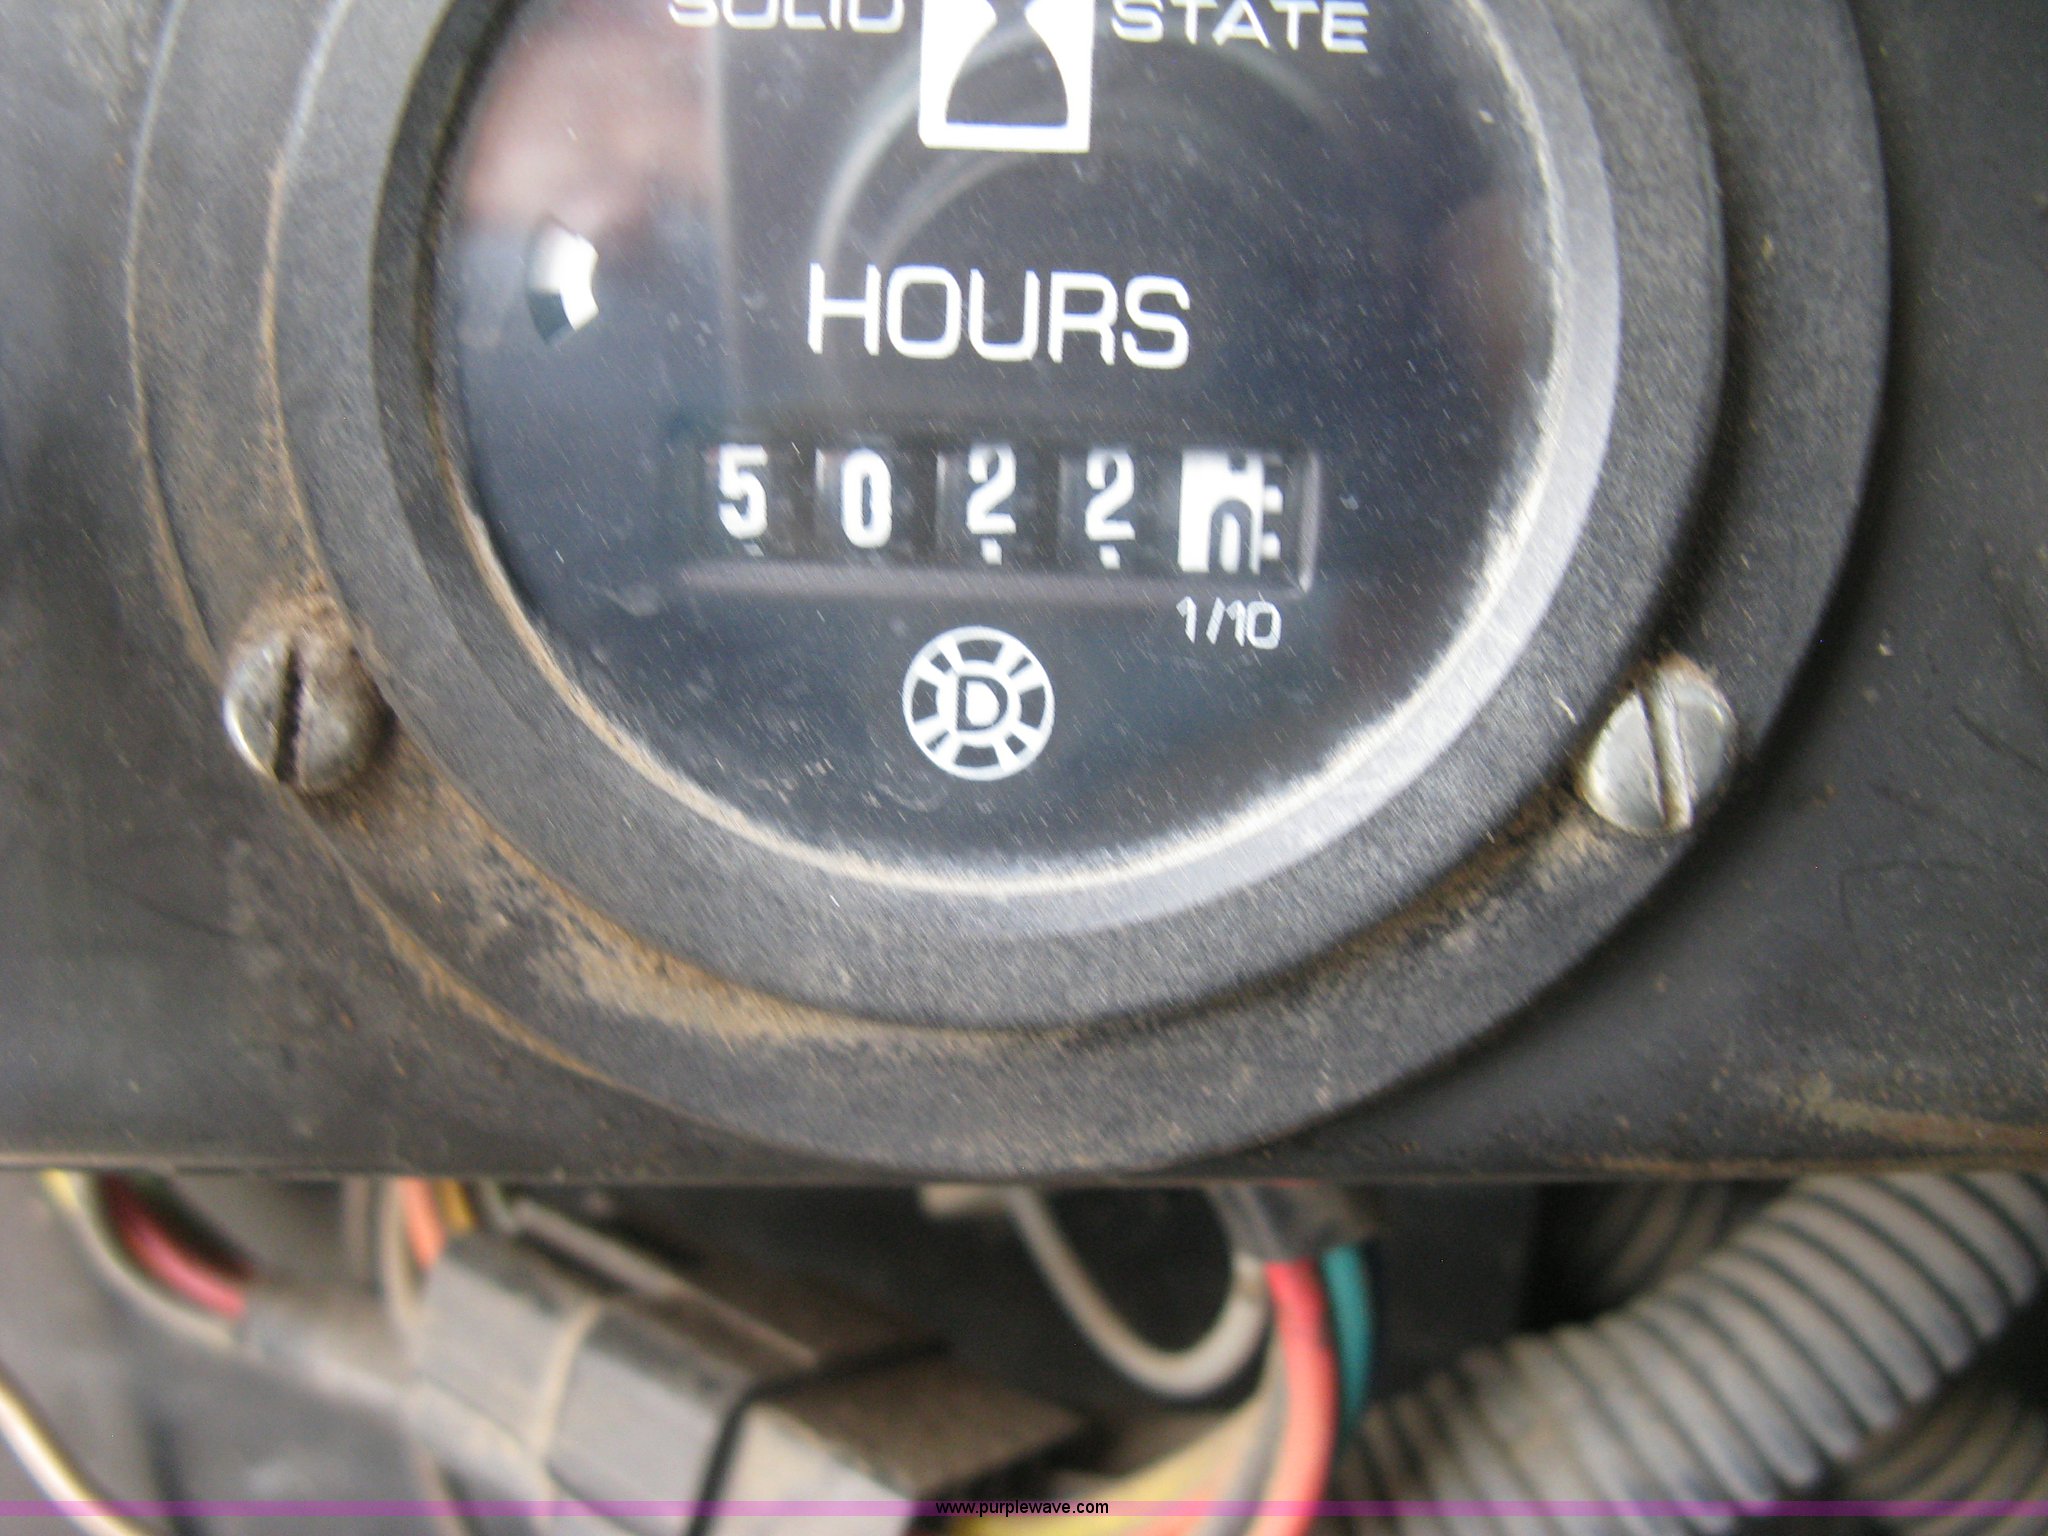 SOLID STATE
HOURS
5022
1/10
D
www.purplewave.com